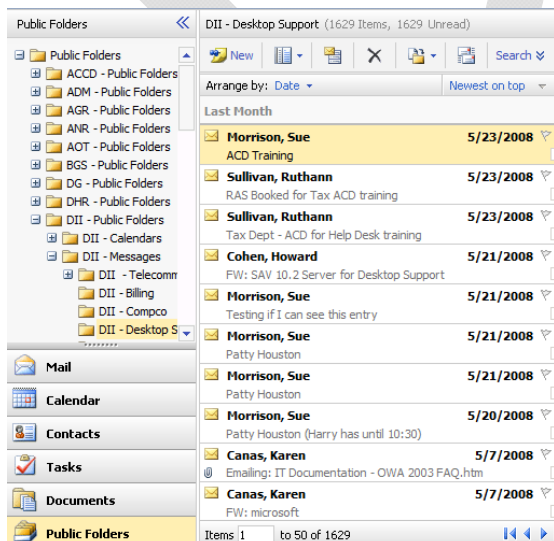 Public Folders
Public Folders
ACCD - Public Folders
ADM - Public Folders
AGR - Public Folders
ANR - Public Folders
AOT - Public Folders
BGS - Public Folders
DG - Public Folders
DHR - Public Folders
DII - Public Folders
DII - Calendars
DII - Messages
DII - Telecomm
DII - Billing
DII - Compco
DII - Desktop S
Mail
Calendar
Contacts
Tasks
Documents
Public Folders
DII - Desktop Support (1629 Items, 1629 Unread)
New Search
Arrange by: Date Newest on top
Last Month
Morrison, Sue 5/23/2008
ACD Training
Sullivan, Ruthann 5/23/2008
RAS Booked for Tax ACD training
Sullivan, Ruthann 5/23/2008
Tax Dept - ACD for Help Desk training
Cohen, Howard 5/21/2008
FW: SAV 10.2 Server for Desktop Support
Morrison, Sue 5/21/2008
Testing if I can see this entry
Morrison, Sue 5/21/2008
Patty Houston
Morrison, Sue 5/21/2008
Patty Houston
Morrison, Sue 5/20/2008
Patty Houston (Harry has until 10:30)
Canas, Karen 5/7/2008
Emailing: IT Documentation - OWA 2003 FAQ.htm
Canas, Karen 5/7/2008
FW: microsoft
Items 1 to 50 of 1629